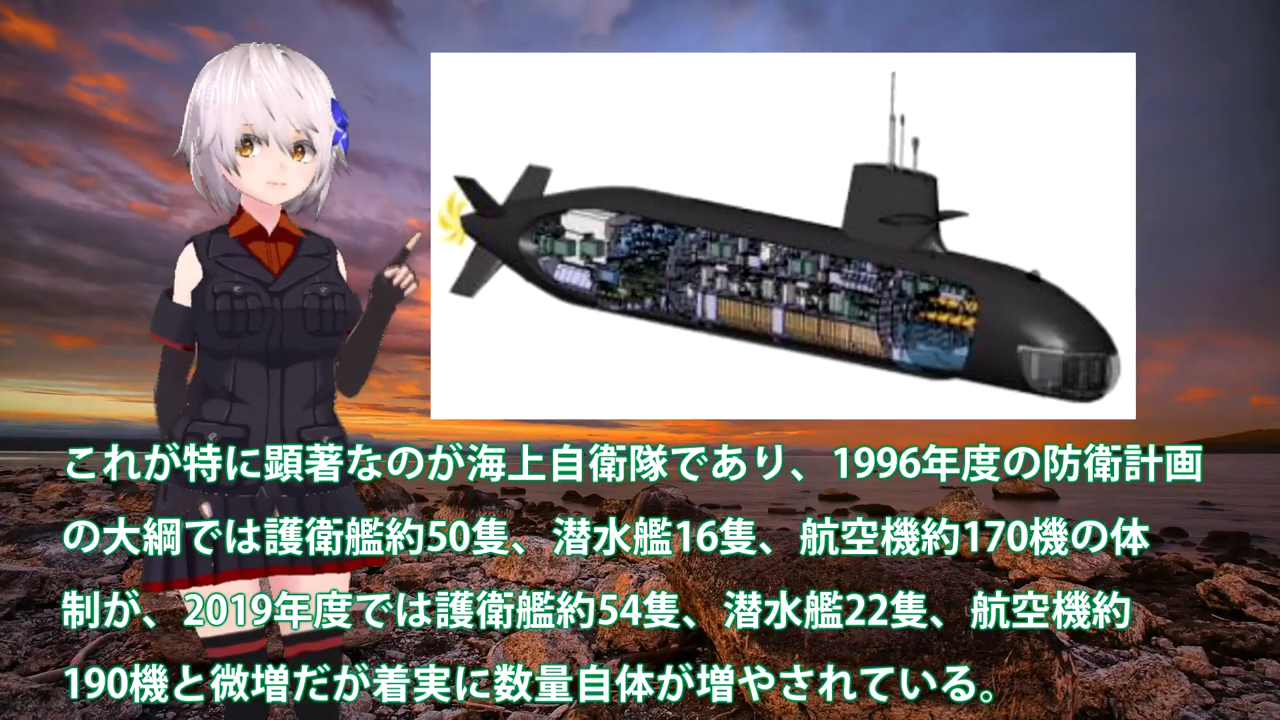 これが特に顕著なのが海上自衛隊であり、1996年度の防衛計画
の大綱では護衛艦約50隻、潜水艦16隻、航空機約170機の体
制が、2019年度では護衛艦約54隻、潜水艦22隻、航空機約
190機と微増だが着実に数量自体が増やされている。